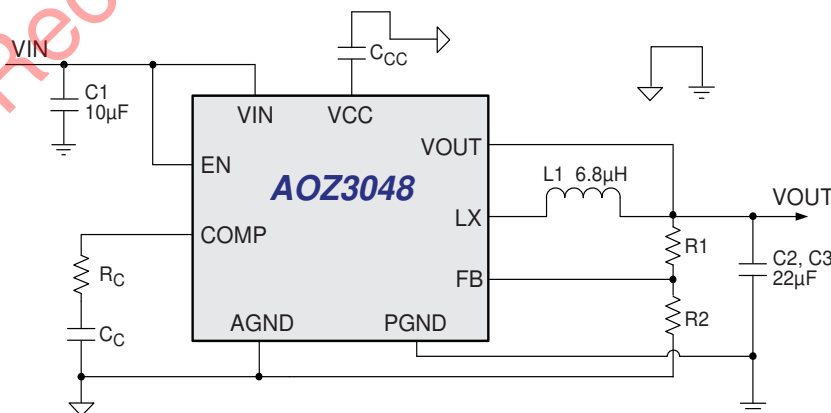 VIN
C1
10µF
CCC
VIN
VCC
EN
VOUT
AOZ3048
L1 6.8µH
LX
VOUT
COMP
R1
C2, C3
22µF
RC
FB
CC
R2
AGND
PGND